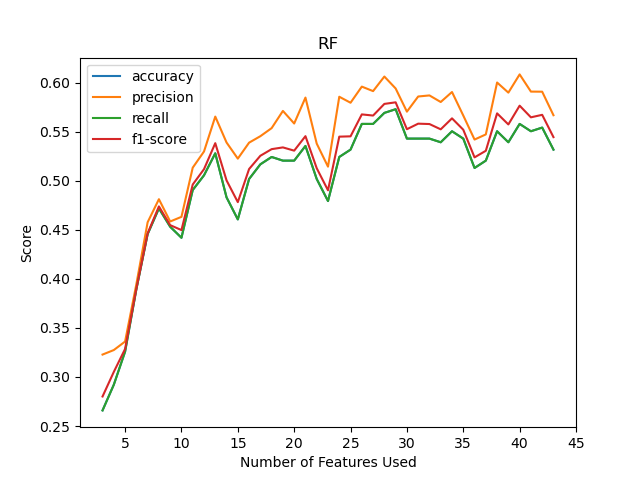 RF
accuracy
precision
recall
f1-score
0.60
0.55
0.50
0.45
0.40
0.35
0.30
0.25
Score
5 10 15 20 25 30 35 40 45
Number of Features Used